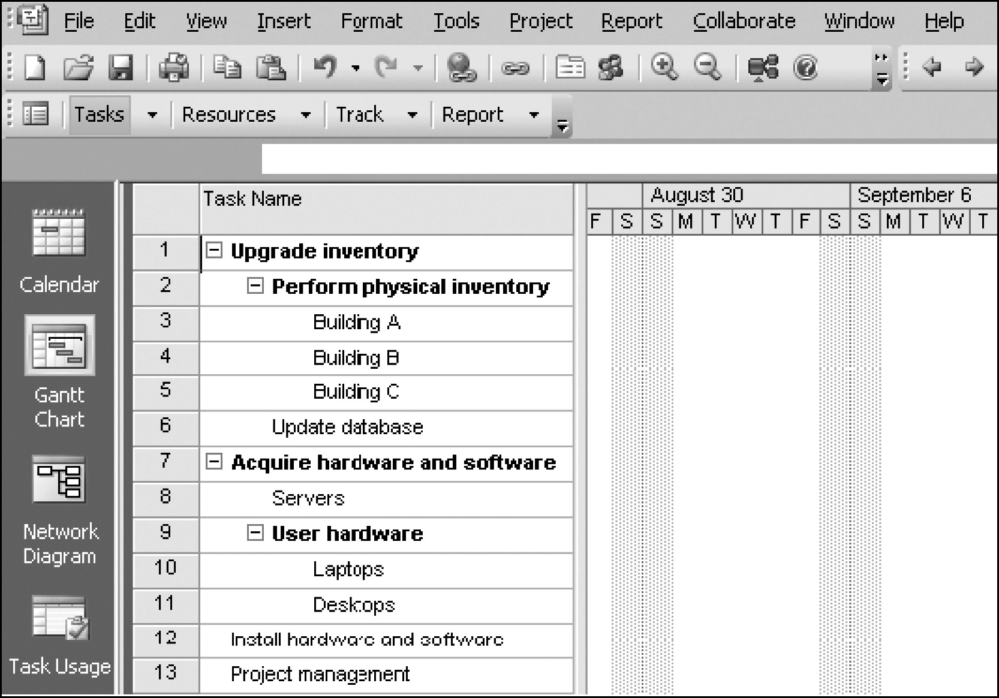 File Edit View Insert Format Tools Project Report Collaborate Window Help
Tasks Resources Track Report
Task Name
August 30 September 6
F S S M T W T F S S M T W T
1 Upgrade inventory
2 Perform physical inventory
3 Building A
4 Building B
5 Building C
6 Update database
7 Acquire hardware and software
8 Servers
9 User hardware
10 Laptops
11 Desktops
12 Install hardware and software
13 Project management
Calendar
Gantt
Chart
Network
Diagram
Task Usage